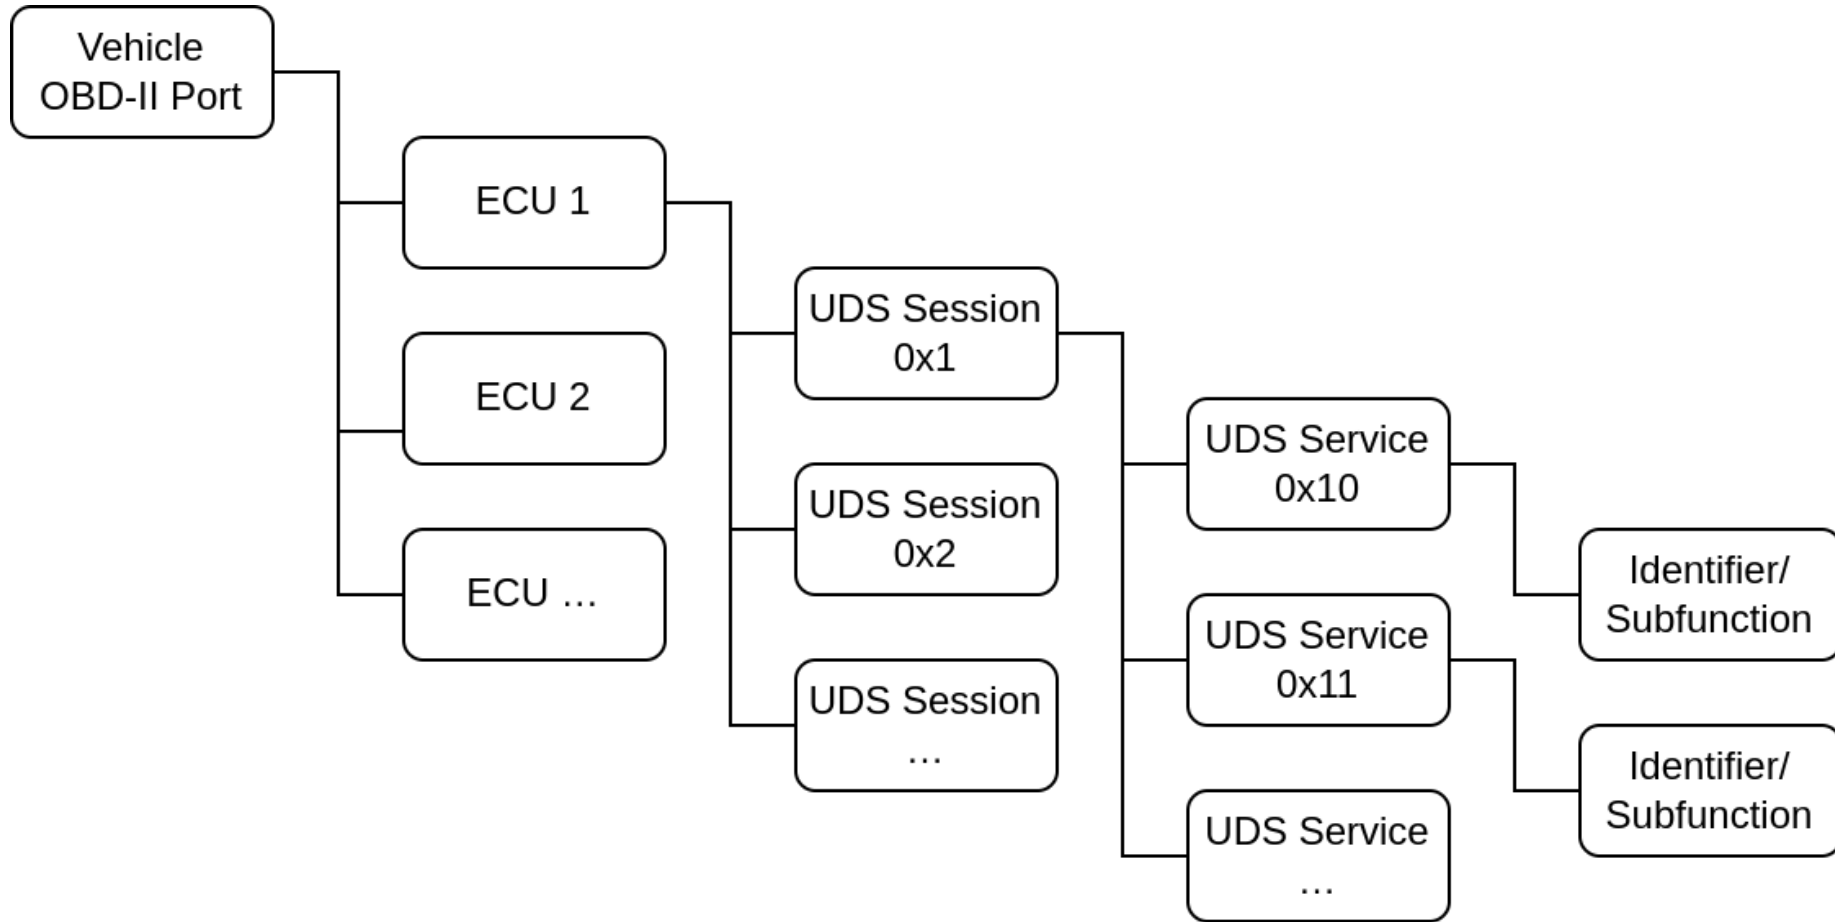 Vehicle
OBD-II Port
ECU 1
ECU 2
ECU ...
UDS Session
0x1
UDS Session
0x2
UDS Session
...
UDS Service
0x10
UDS Service
0x11
UDS Service
...
Identifier/
Subfunction
Identifier/
Subfunction